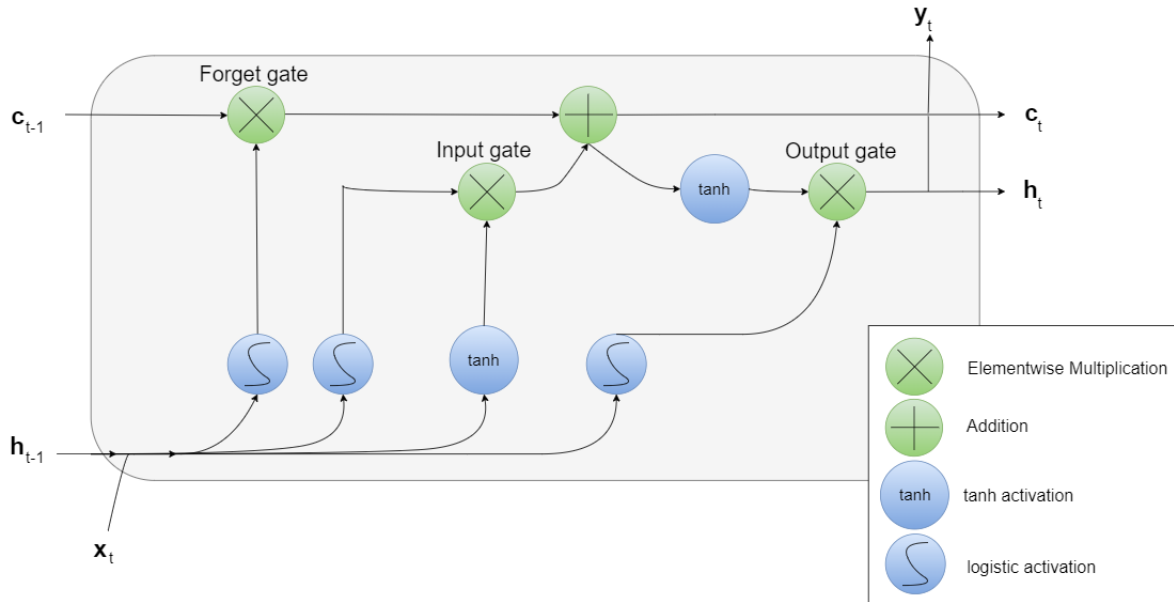 y_t
Forget gate
c_t-1
c_t
Input gate
Output gate
tanh
h_t
tanh
Elementwise Multiplication
Addition
h_t-1
tanh
tanh activation
x_t
logistic activation